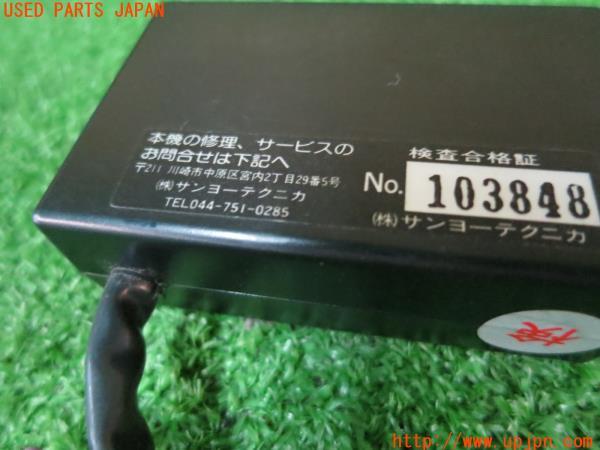 USED PARTS JAPAN
本機の修理、サービスの
お問合せは下記へ
〒211 川崎市中原区宮内2丁目29番5号
(株)サンヨーテクニカ
TEL044-751-0285
検査合格証
No. 103848
(株)サンヨーテクニカ
検
http://www.upjpn.com/